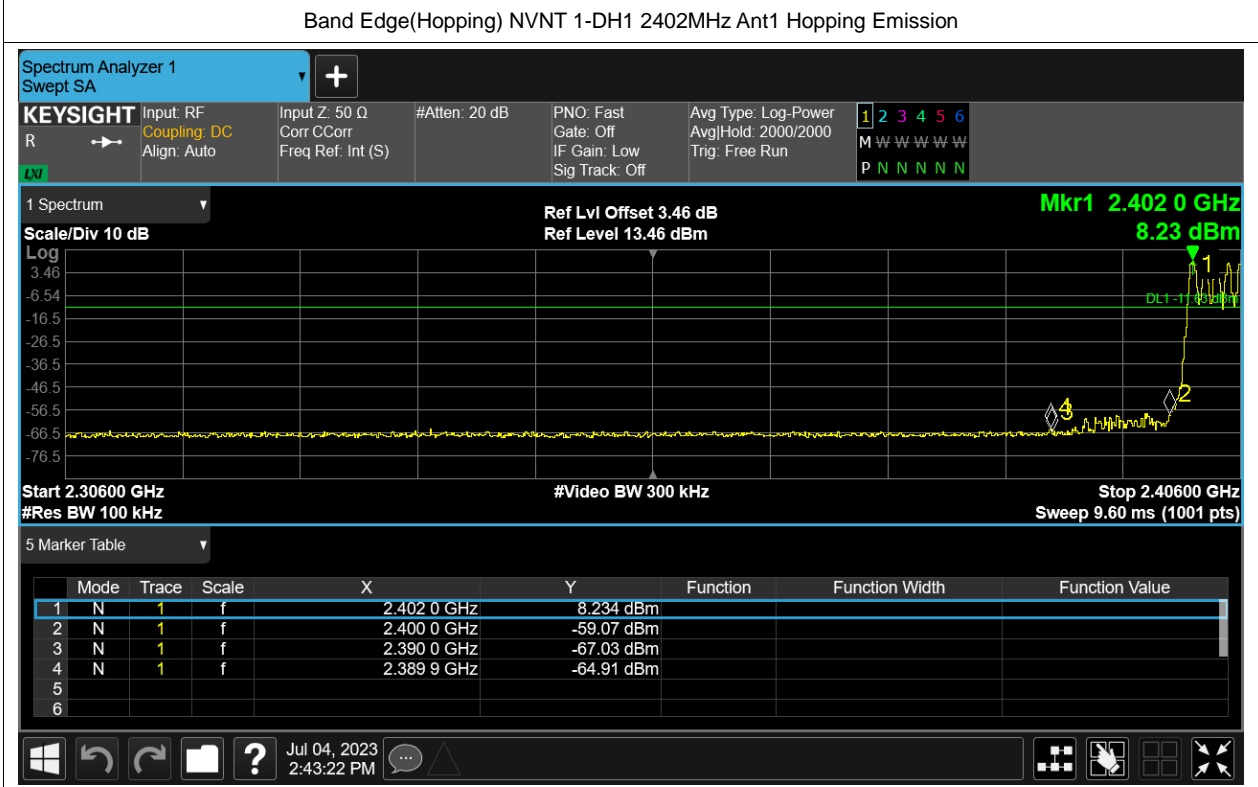 Band Edge(Hopping) NVNT 1-DH1 2402MHz Ant1 Hopping Emission
Spectrum Analyzer 1
Swept SA
+
KEYSIGHT
R
LXI
Input: RF
Coupling: DC
Align: Auto
Input Z: 50 Ω
Corr CCorr
Freq Ref: Int (S)
#Atten: 20 dB
PNO: Fast
Gate: Off
IF Gain: Low
Sig Track: Off
Avg Type: Log-Power
Avg|Hold: 2000/2000
Trig: Free Run
1 2 3 4 5 6
M W W W W W
P N N N N N
1 Spectrum
Scale/Div 10 dB
Ref Lvl Offset 3.46 dB
Ref Level 13.46 dBm
Mkr1 2.402 0 GHz
8.23 dBm
Log
3.46
-6.54
-16.5
-26.5
-36.5
-46.5
-56.5
-66.5
-76.5
1
DL1 -11.63 dBm
2
4
3
Start 2.30600 GHz
#Video BW 300 kHz
Stop 2.40600 GHz
#Res BW 100 kHz
Sweep 9.60 ms (1001 pts)
5 Marker Table
Mode Trace Scale X Y Function Function Width Function Value
1 N 1 f 2.402 0 GHz 8.234 dBm
2 N 1 f 2.400 0 GHz -59.07 dBm
3 N 1 f 2.390 0 GHz -67.03 dBm
4 N 1 f 2.389 9 GHz -64.91 dBm
5
6
?
Jul 04, 2023
2:43:22 PM